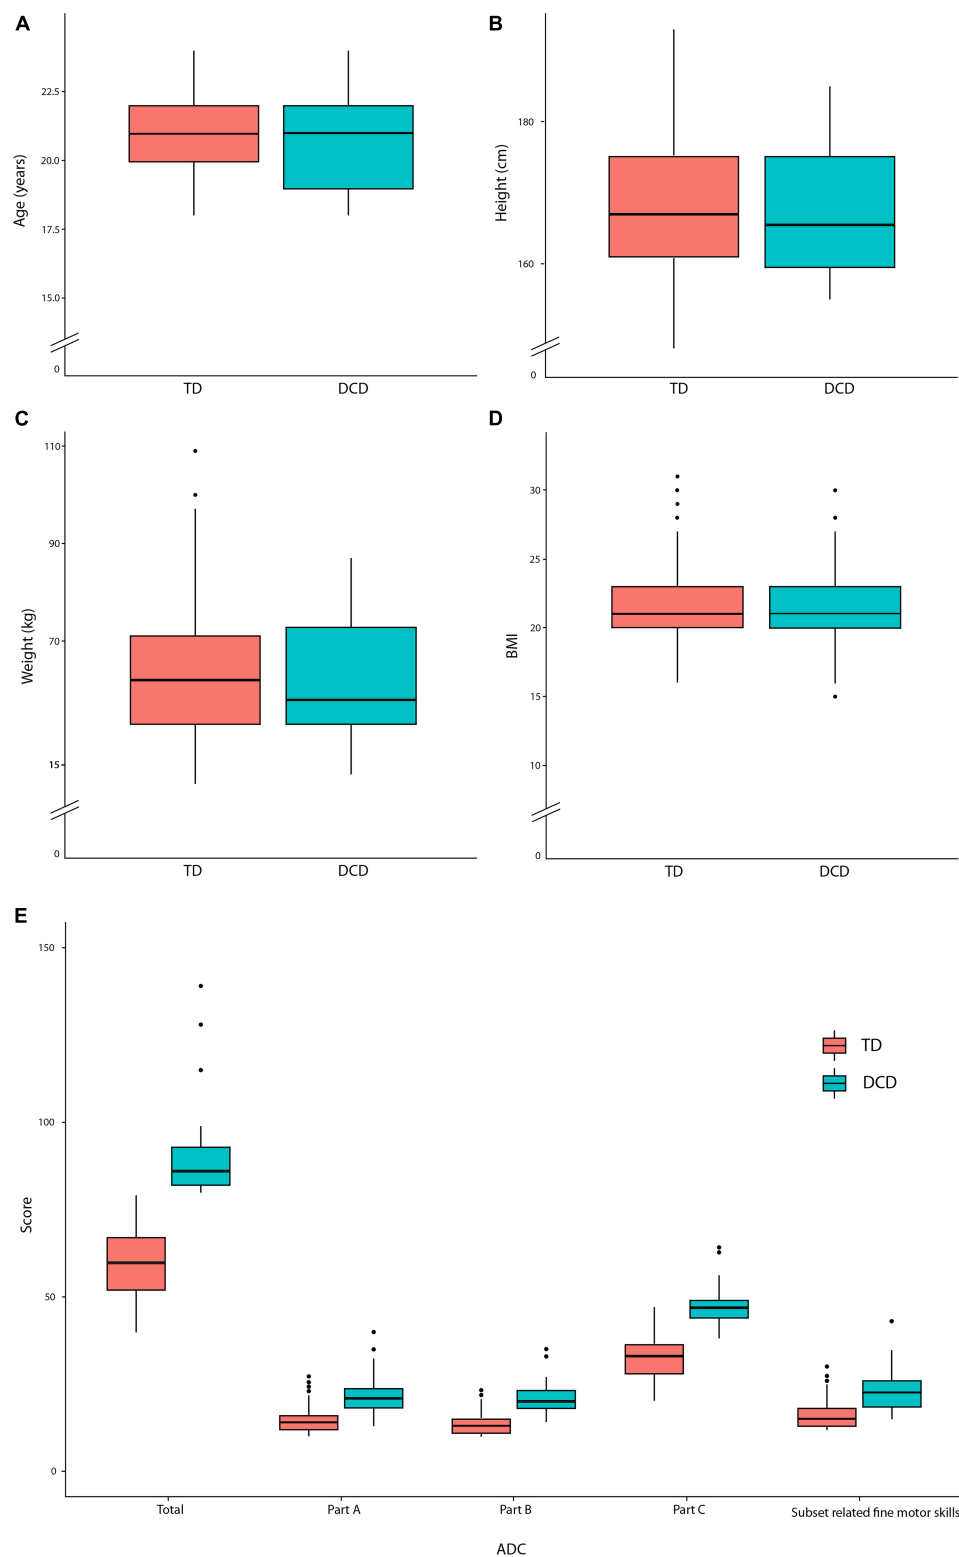 A
Age (years)
22.5
20.0
17.5
15.0
0
TD DCD
B
Height (cm)
180
160
0
TD DCD
C
Weight (kg)
110
90
70
15
0
TD DCD
D
BMI
30
25
20
15
10
0
TD DCD
E
Score
150
100
50
0
TD
DCD
Total Part A Part B Part C Subset related fine motor skills
ADC